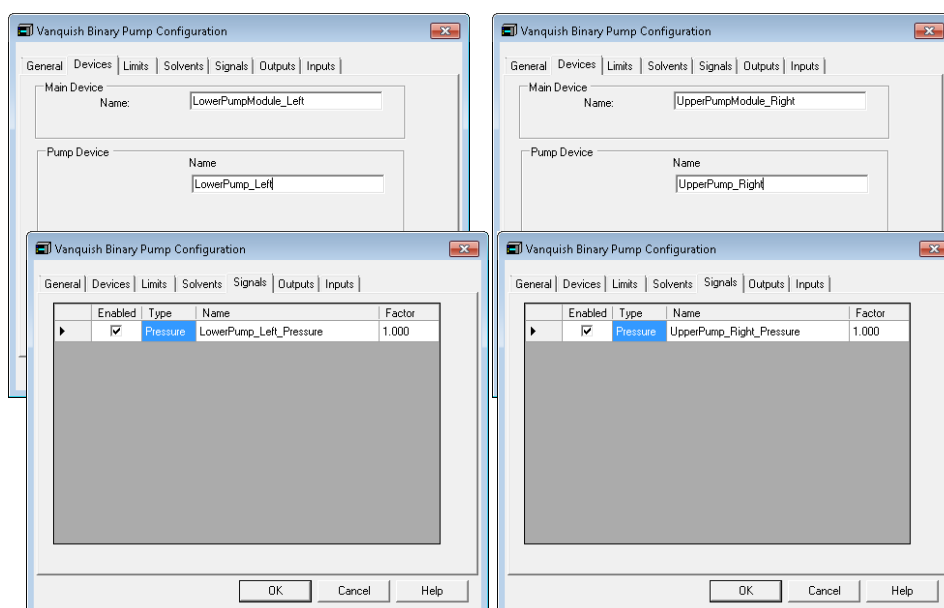 Vanquish Binary Pump Configuration
General Devices Limits Solvents Signals Outputs Inputs
Main Device
Name: LowerPumpModule_Left
Pump Device
Name
LowerPump_Left
Vanquish Binary Pump Configuration
General Devices Limits Solvents Signals Outputs Inputs
Enabled Type Name Factor
Pressure LowerPump_Left_Pressure 1.000
OK Cancel Help
Vanquish Binary Pump Configuration
General Devices Limits Solvents Signals Outputs Inputs
Main Device
Name: UpperPumpModule_Right
Pump Device
Name
UpperPump_Right
Vanquish Binary Pump Configuration
General Devices Limits Solvents Signals Outputs Inputs
Enabled Type Name Factor
Pressure UpperPump_Right_Pressure 1.000
OK Cancel Help